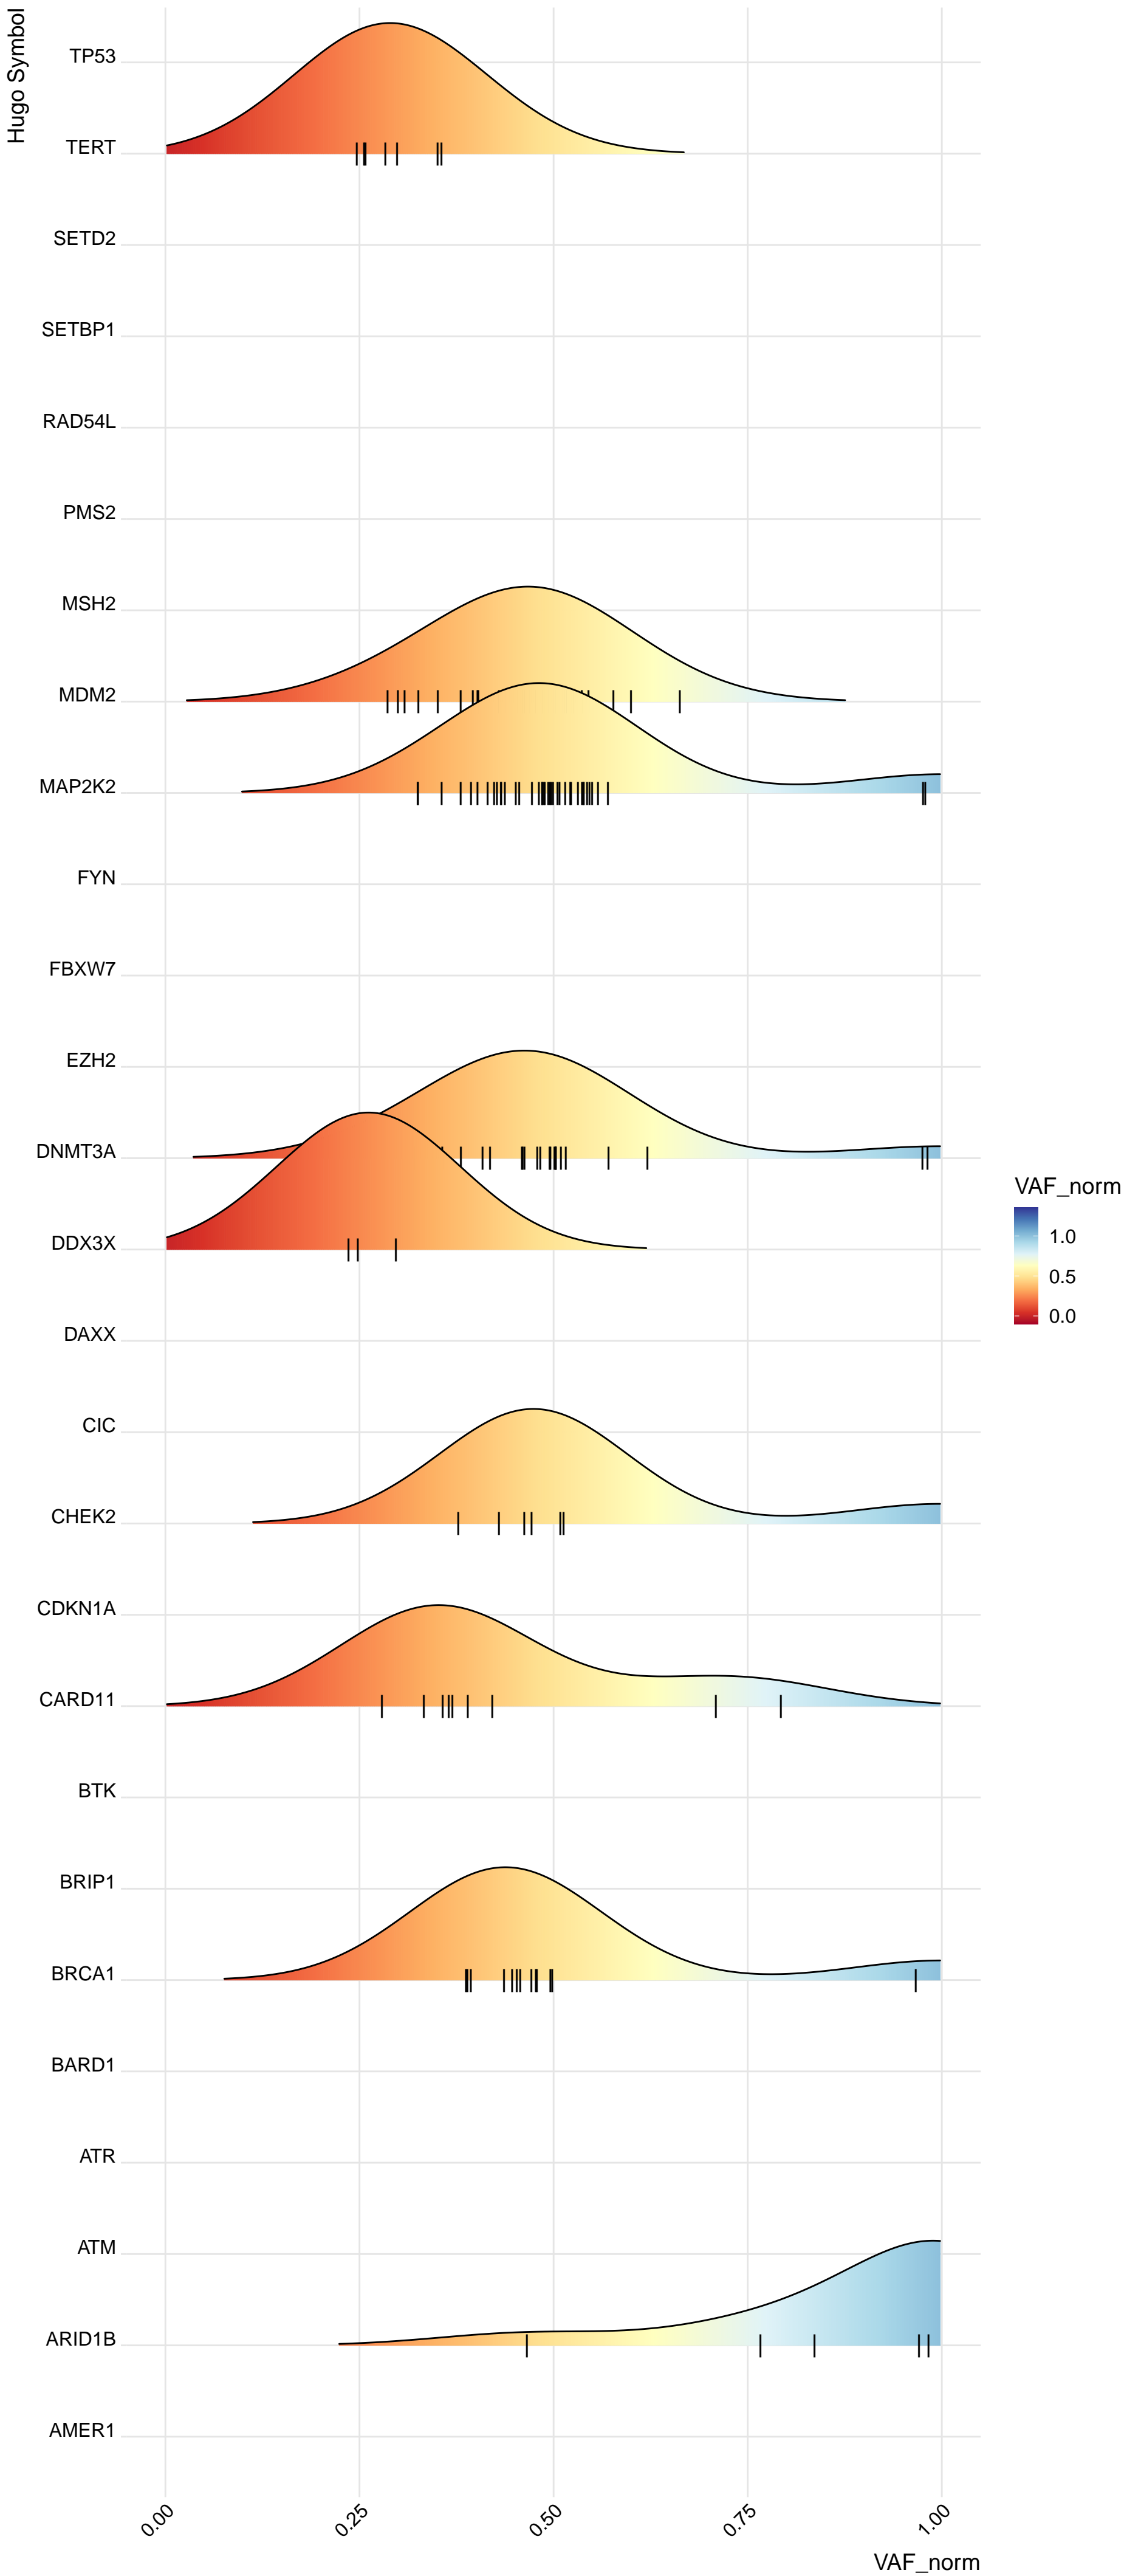 Hugo Symbol
TP53
TERT
SETD2
SETBP1
RAD54L
PMS2
MSH2
MDM2
MAP2K2
FYN
FBXW7
EZH2
DNMT3A
DDX3X
DAXX
CIC
CHEK2
CDKN1A
CARD11
BTK
BRIP1
BRCA1
BARD1
ATR
ATM
ARID1B
AMER1
0.00 0.25 0.50 0.75 1.00
VAF_norm
VAF_norm
1.0
0.5
0.0